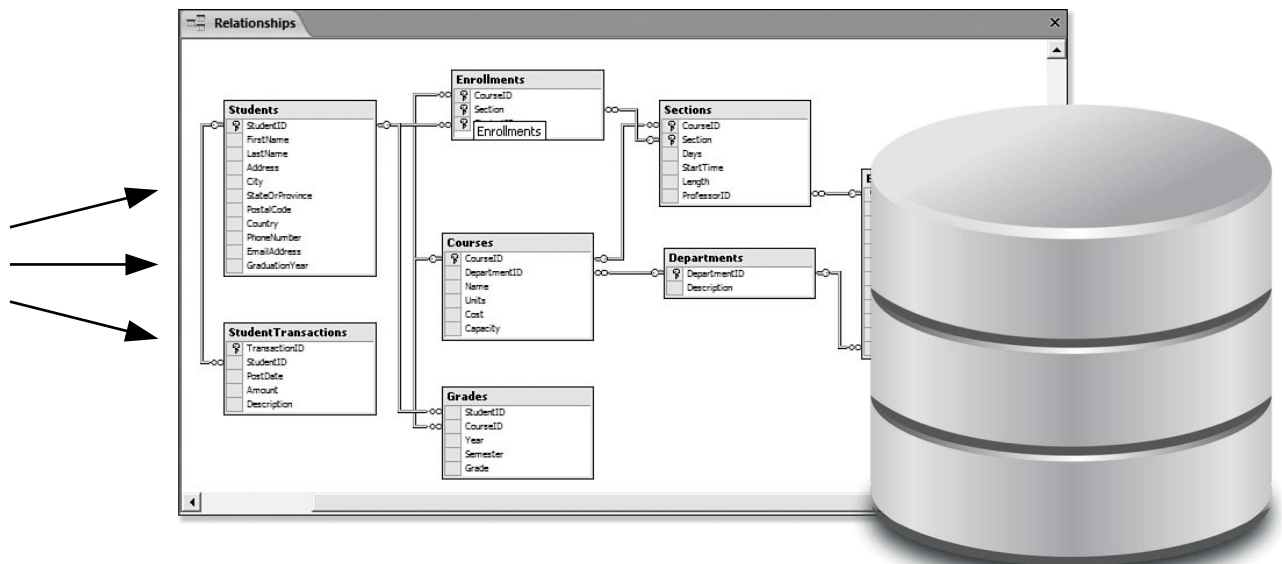 Relationships
Students
StudentID
FirstName
LastName
Address
City
StateOrProvince
PostalCode
Country
PhoneNumber
EmailAddress
GraduationYear
StudentTransactions
TransactionID
StudentID
PostDate
Amount
Description
Enrollments
CourseID
Section
Enrollments
Courses
CourseID
DepartmentID
Name
Units
Cost
Capacity
Grades
StudentID
CourseID
Year
Semester
Grade
Sections
CourseID
Section
Days
StartTime
Length
ProfessorID
Departments
DepartmentID
Description